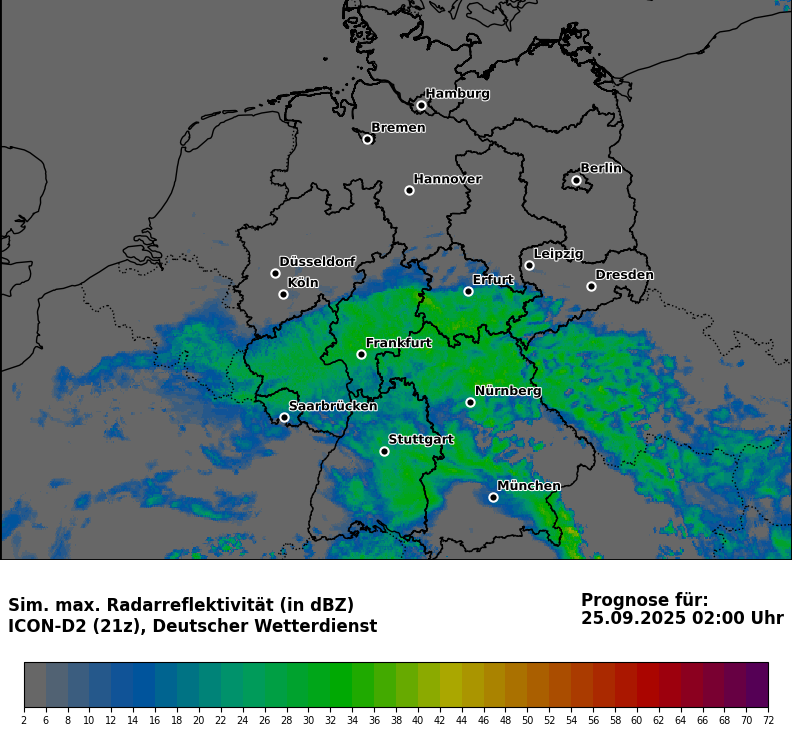 Hamburg
Bremen
Berlin
Hannover
Leipzig
Düsseldorf
Dresden
Köln
Erfurt
Frankfurt
Nürnberg
Saarbrücken
Stuttgart
München
Sim. max. Radarreflektivität (in dBZ)
ICON-D2 (21z), Deutscher Wetterdienst
Prognose für:
25.09.2025 02:00 Uhr
2 6 8 10 12 14 16 18 20 22 24 26 28 30 32 34 36 38 40 42 44 46 48 50 52 54 56 58 60 62 64 66 68 70 72